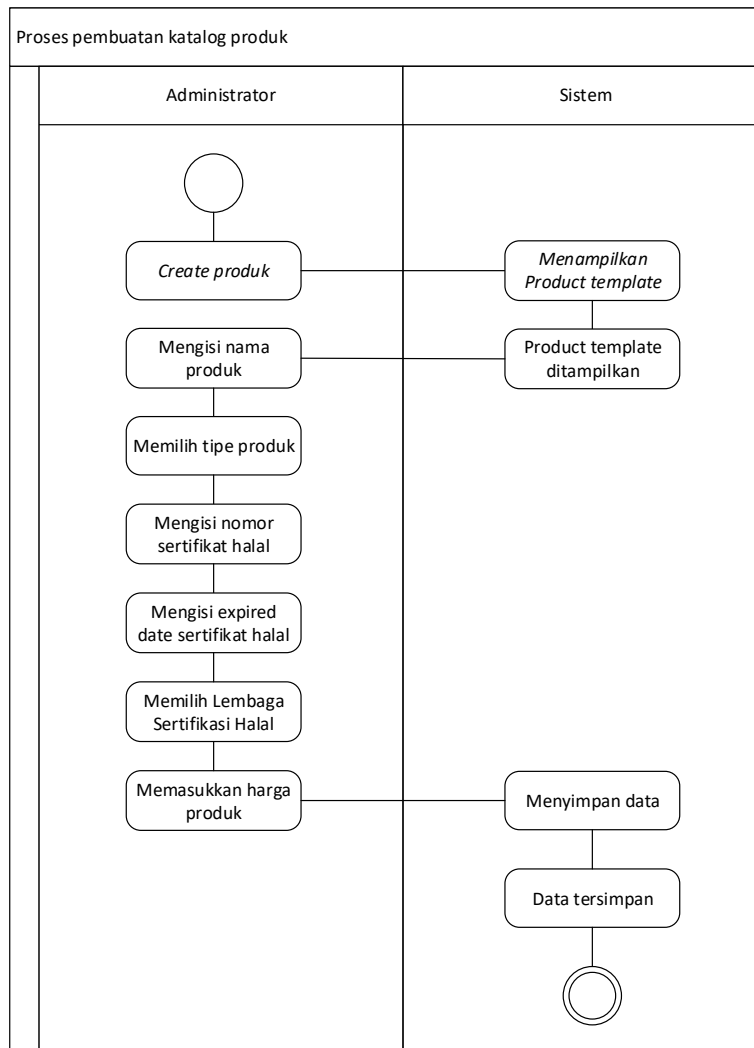 Proses pembuatan katalog produk
Administrator
Sistem
Create produk
Menampilkan
Product template
Mengisi nama
produk
Product template
ditampilkan
Memilih tipe produk
Mengisi nomor
sertifikat halal
Mengisi expired
date sertifikat halal
Memilih Lembaga
Sertifikasi Halal
Memasukkan harga
produk
Menyimpan data
Data tersimpan